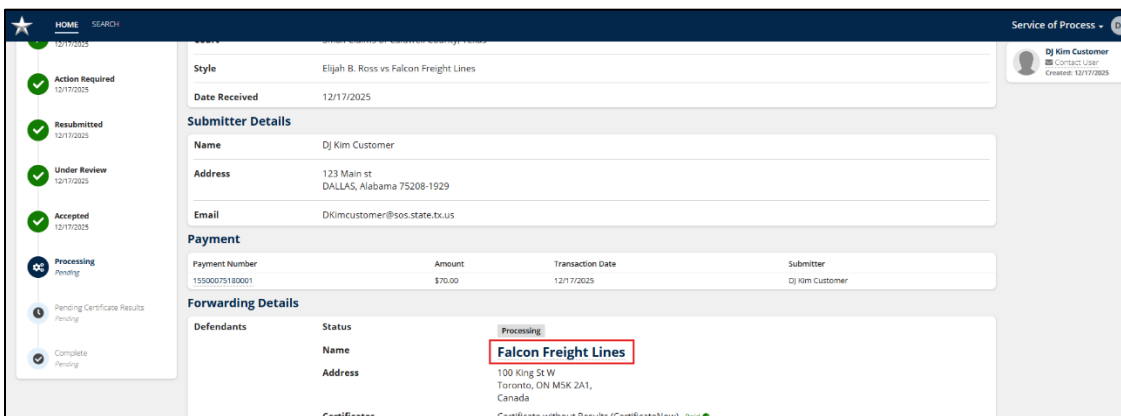 HOME SEARCH Service of Process
12/17/2025
Action Required
12/17/2025
Resubmitted
12/17/2025
Under Review
12/17/2025
Accepted
12/17/2025
Processing
Pending
Pending Certificate Results
Pending
Complete
Pending
Style Elijah B. Ross vs Falcon Freight Lines
Date Received 12/17/2025
Submitter Details
Name DJ Kim Customer
Address 123 Main st
DALLAS, Alabama 75208-1929
Email DKimcustomer@sos.state.tx.us
Payment
Payment Number Amount Transaction Date Submitter
15500075180001 $70.00 12/17/2025 DJ Kim Customer
Forwarding Details
Defendants Status Processing
Name Falcon Freight Lines
Address 100 King St W
Toronto, ON M5K 2A1,
Canada
Certificates Certificate without Results (CertificateNow)
DJ Kim Customer
Contact User
Created: 12/17/2025